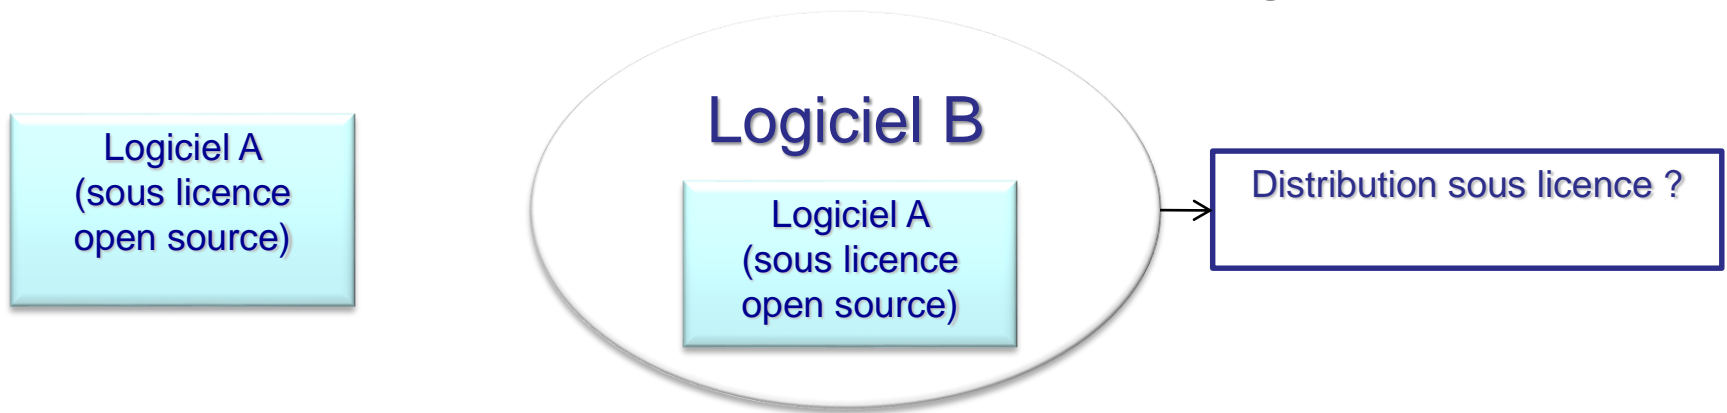 Logiciel A
(sous licence
open source)
Logiciel B
Logiciel A
(sous licence
open source)
Distribution sous licence ?